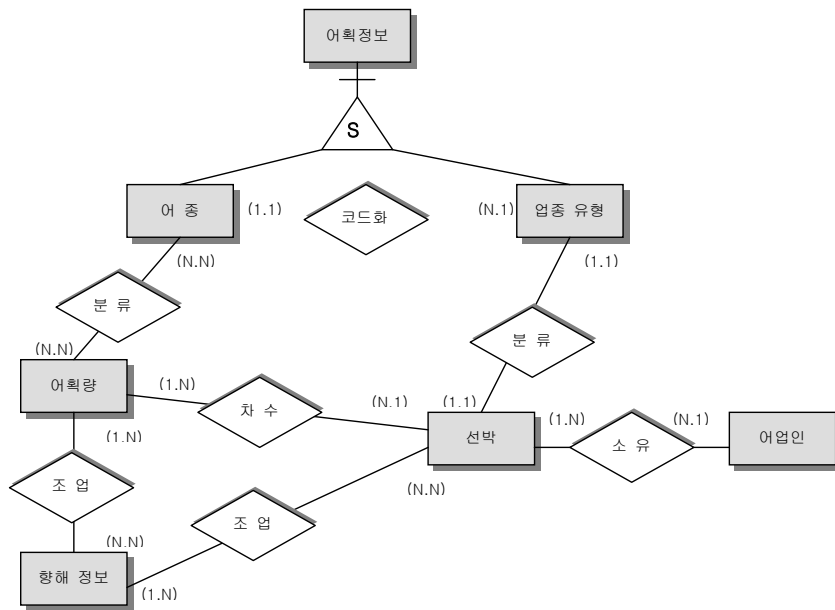 어획정보
S
어 종
(1.1)
코드화
(N.1)
업종 유형
(N.N)
(1.1)
분 류
분 류
(N.N)
어획량
(1.N)
차 수
(N.1)
(1.1)
선박
(1.N)
소 유
(N.1)
어업인
(1.N)
조 업
(N.N)
조 업
(N.N)
향해 정보
(1.N)